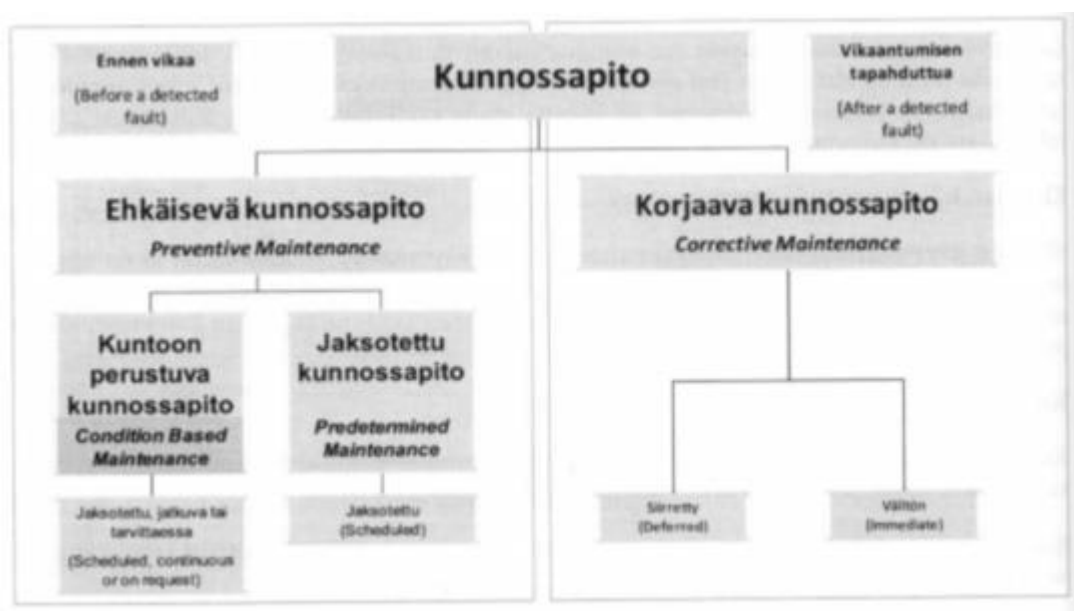 Ennen vikaa
(Before a detected
fault)
Kunnossapito
Vikaantumisen
tapahduttua
(After a detected
fault)
Ehkäisevä kunnossapito
Preventive Maintenance
Korjaava kunnossapito
Corrective Maintenance
Kuntoon
perustuva
kunnossapito
Condition Based
Maintenance
Jaksotettu
kunnossapito
Predetermined
Maintenance
Jaksotettu, jatkuva tai
tarvittaessa
(Scheduled, continuous
or on request)
Jaksotettu
(Scheduled)
Siirretty
(Deferred)
Välitön
(Immediate)